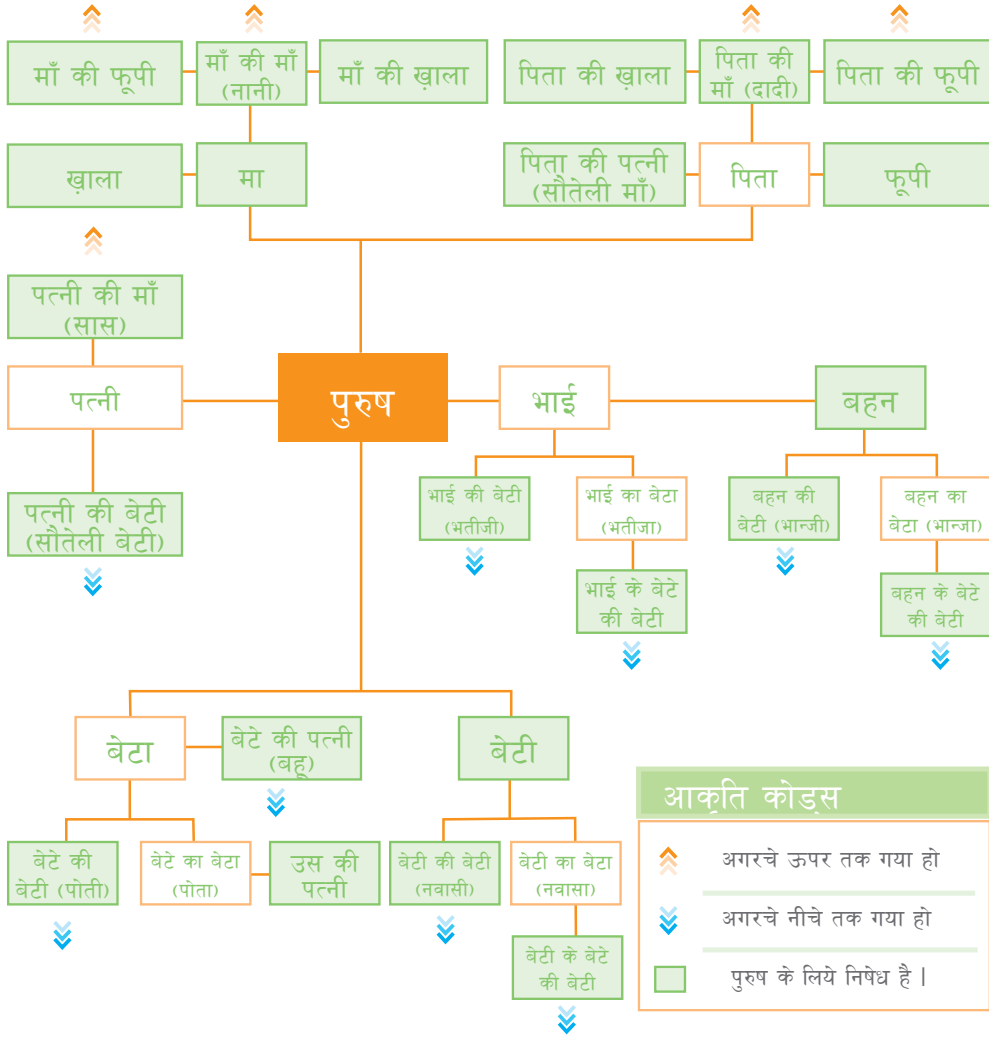 माँ की फूपी
माँ की माँ
(नानी)
माँ की ख़ाला
पिता की ख़ाला
पिता की
माँ (दादी)
पिता की फूपी
ख़ाला
मा
पिता की पत्नी
(सौतेली माँ)
पिता
फूपी
पत्नी की माँ
(सास)
पत्नी
पुरुष
भाई
बहन
पत्नी की बेटी
(सौतेली बेटी)
भाई की बेटी
(भतीजी)
भाई का बेटा
(भतीजा)
बहन की
बेटी (भान्जी)
बहन का
बेटा (भान्जा)
भाई के बेटे
की बेटी
बहन के बेटे
की बेटी
बेटा
बेटे की पत्नी
(बहू)
बेटी
बेटे की
बेटी (पोती)
बेटे का बेटा
(पोता)
उस की
पत्नी
बेटी की बेटी
(नवासी)
बेटी का बेटा
(नवासा)
बेटी के बेटे
की बेटी
आकृति कोड्स
अगरचे ऊपर तक गया हो
अगरचे नीचे तक गया हो
पुरुष के लिये निषेध है |